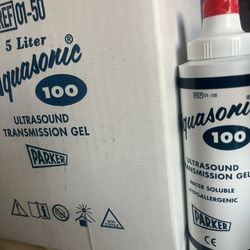 REF 01-50
5 Liter
aquasonic®
100
ULTRASOUND
TRANSMISSION GEL
PARKER
REF 01-08
aquasonic
100
ULTRASOUND
TRANSMISSION GEL
WATER SOLUBLE
HYPOALLERGENIC
PARKER
CE